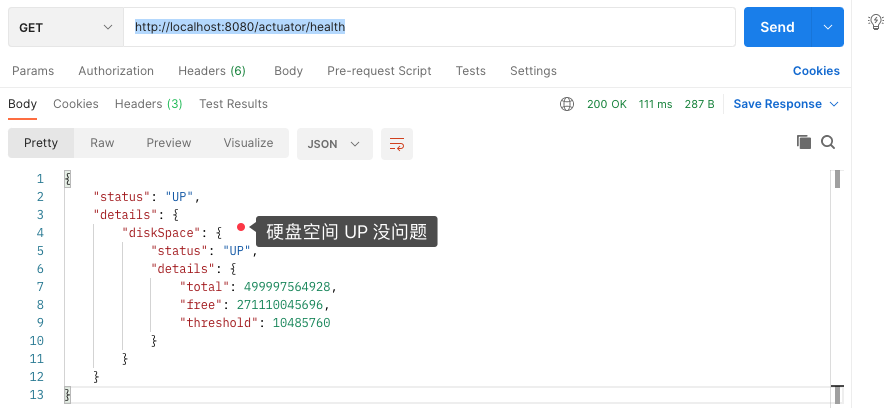 GET http://localhost:8080/actuator/health Send
Params Authorization Headers (6) Body Pre-request Script Tests Settings Cookies
Body Cookies Headers (3) Test Results 200 OK 111 ms 287 B Save Response
Pretty Raw Preview Visualize JSON
1 {
2 "status": "UP",
3 "details": {
4 "diskSpace": { 硬盘空间 UP 没问题
5 "status": "UP",
6 "details": {
7 "total": 499997564928,
8 "free": 271110045696,
9 "threshold": 10485760
10 }
11 }
12 }
13 }